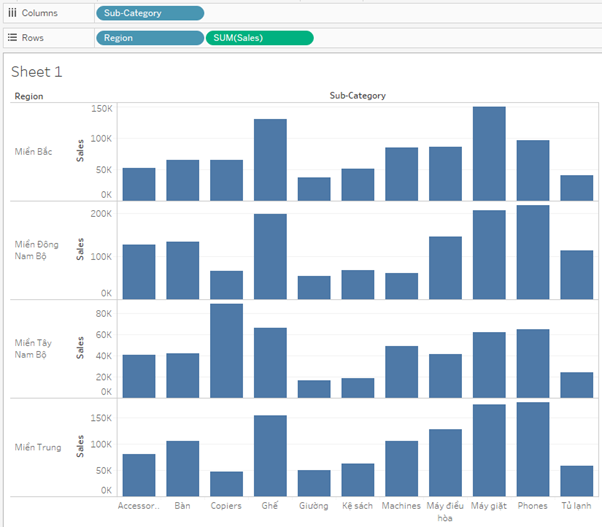 Columns
Sub-Category
Rows
Region
SUM(Sales)
Sheet 1
Region
Sub-Category
Miền Bắc
Sales
150K
100K
50K
0K
Miền Đông
Nam Bộ
Sales
200K
100K
0K
Miền Tây
Nam Bộ
Sales
80K
60K
40K
20K
0K
Miền Trung
Sales
150K
100K
50K
0K
Accessor... Bàn Copiers Ghế Giường Kệ sách Machines Máy điều Máy giặt Phones Tủ lạnh
hòa